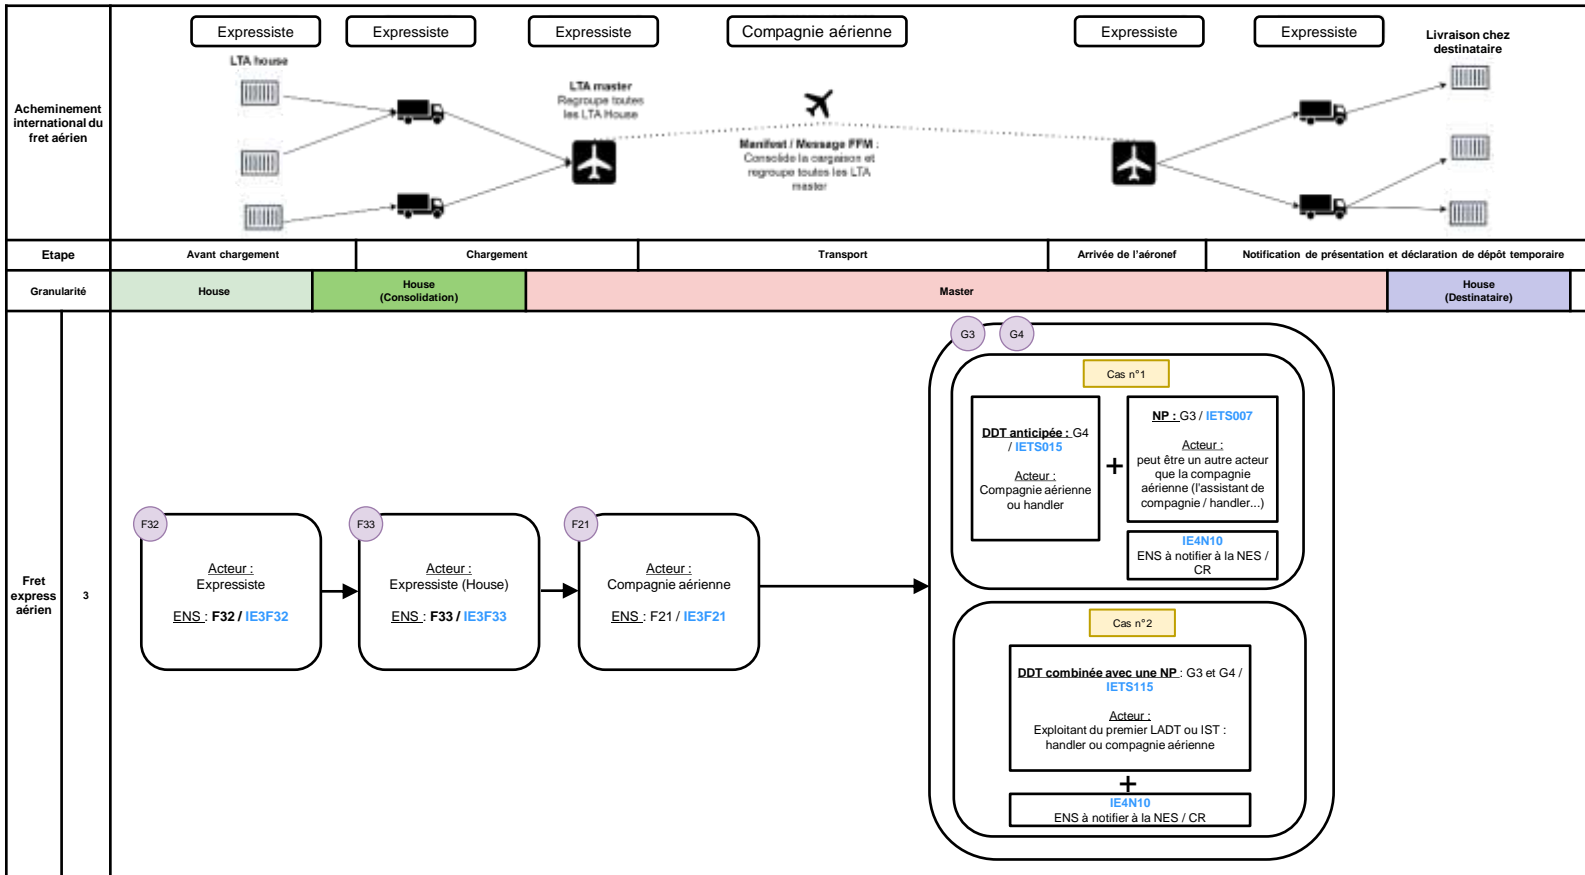 Expressiste
Expressiste
Expressiste
Compagnie aérienne
Expressiste
Expressiste
Livraison chez
destinataire
LTA house
LTA master
Regroupe toutes
les LTA House
Manifest / Message FFM :
Consolide la cargaison et
regroupe toutes les LTA
master
Acheminement
international du
fret aérien
Etape
Avant chargement
Chargement
Transport
Arrivée de l'aéronef
Notification de présentation et déclaration de dépôt temporaire
Granularité
House
House
(Consolidation)
Master
House
(Destinataire)
Fret
express
aérien
3
F32
Acteur :
Expressiste
ENS : F32 / IE3F32
F33
Acteur :
Expressiste (House)
ENS : F33 / IE3F33
F21
Acteur :
Compagnie aérienne
ENS : F21 / IE3F21
G3
G4
Cas n°1
DDT anticipée : G4
/ IETS015
Acteur :
Compagnie aérienne
ou handler
+
NP : G3 / IETS007
Acteur :
peut être un autre acteur
que la compagnie
aérienne (l'assistant de
compagnie / handler...)
IE4N10
ENS à notifier à la NES /
CR
Cas n°2
DDT combinée avec une NP : G3 et G4 /
IETS115
Acteur :
Exploitant du premier LADT ou IST :
handler ou compagnie aérienne
+
IE4N10
ENS à notifier à la NES / CR